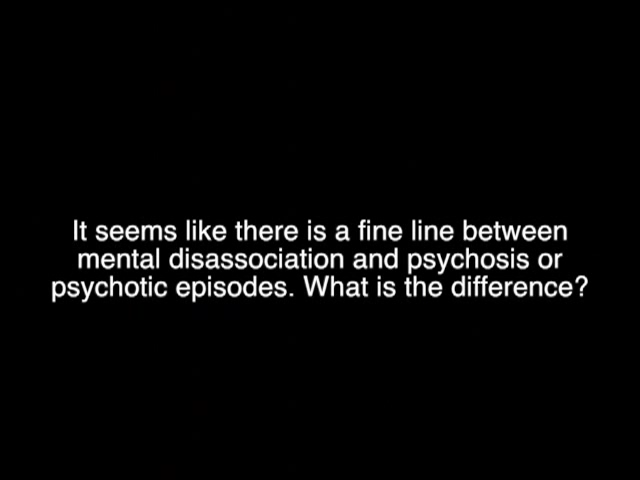 It seems like there is a fine line between
mental disassociation and psychosis or
psychotic episodes. What is the difference?